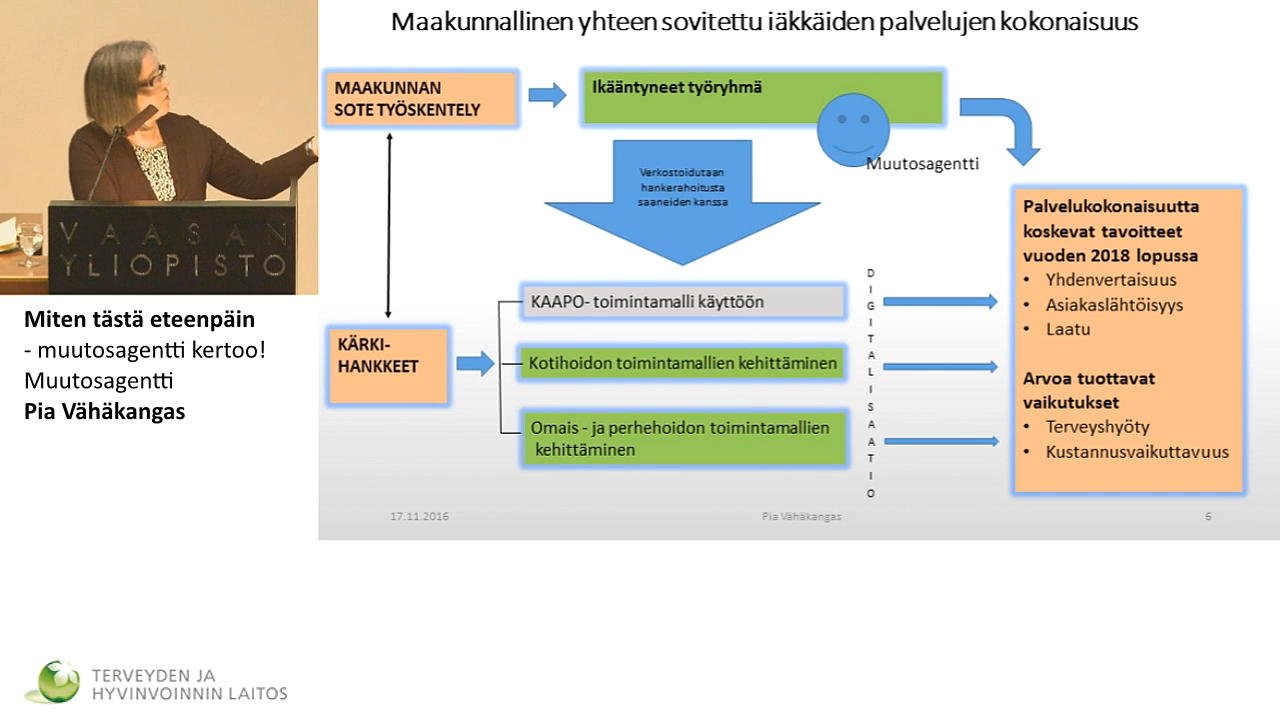 VAASAN
YLIOPISTO
Miten tästä eteenpäin
- muutosagentti kertoo!
Muutosagentti
Pia Vähäkangas
TERVEYDEN JA
HYVINVOINNIN LAITOS
Maakunnallinen yhteen sovitettu iäkkäiden palvelujen kokonaisuus
MAAKUNNAN
SOTE TYÖSKENTELY
Ikääntyneet työryhmä
Muutosagentti
Verkostoidutaan
hankerahoitusta
saaneiden kanssa
KÄRKI-
HANKKEET
KAAPO- toimintamalli käyttöön
Kotihoidon toimintamallien kehittäminen
Omais - ja perhehoidon toimintamallien
kehittäminen
DIGITALISAATIO
Palvelukokonaisuutta
koskevat tavoitteet
vuoden 2018 lopussa
• Yhdenvertaisuus
• Asiakaslähtöisyys
• Laatu
Arvoa tuottavat
vaikutukset
• Terveyshyöty
• Kustannusvaikuttavuus
17.11.2016
Pia Vähäkangas
6